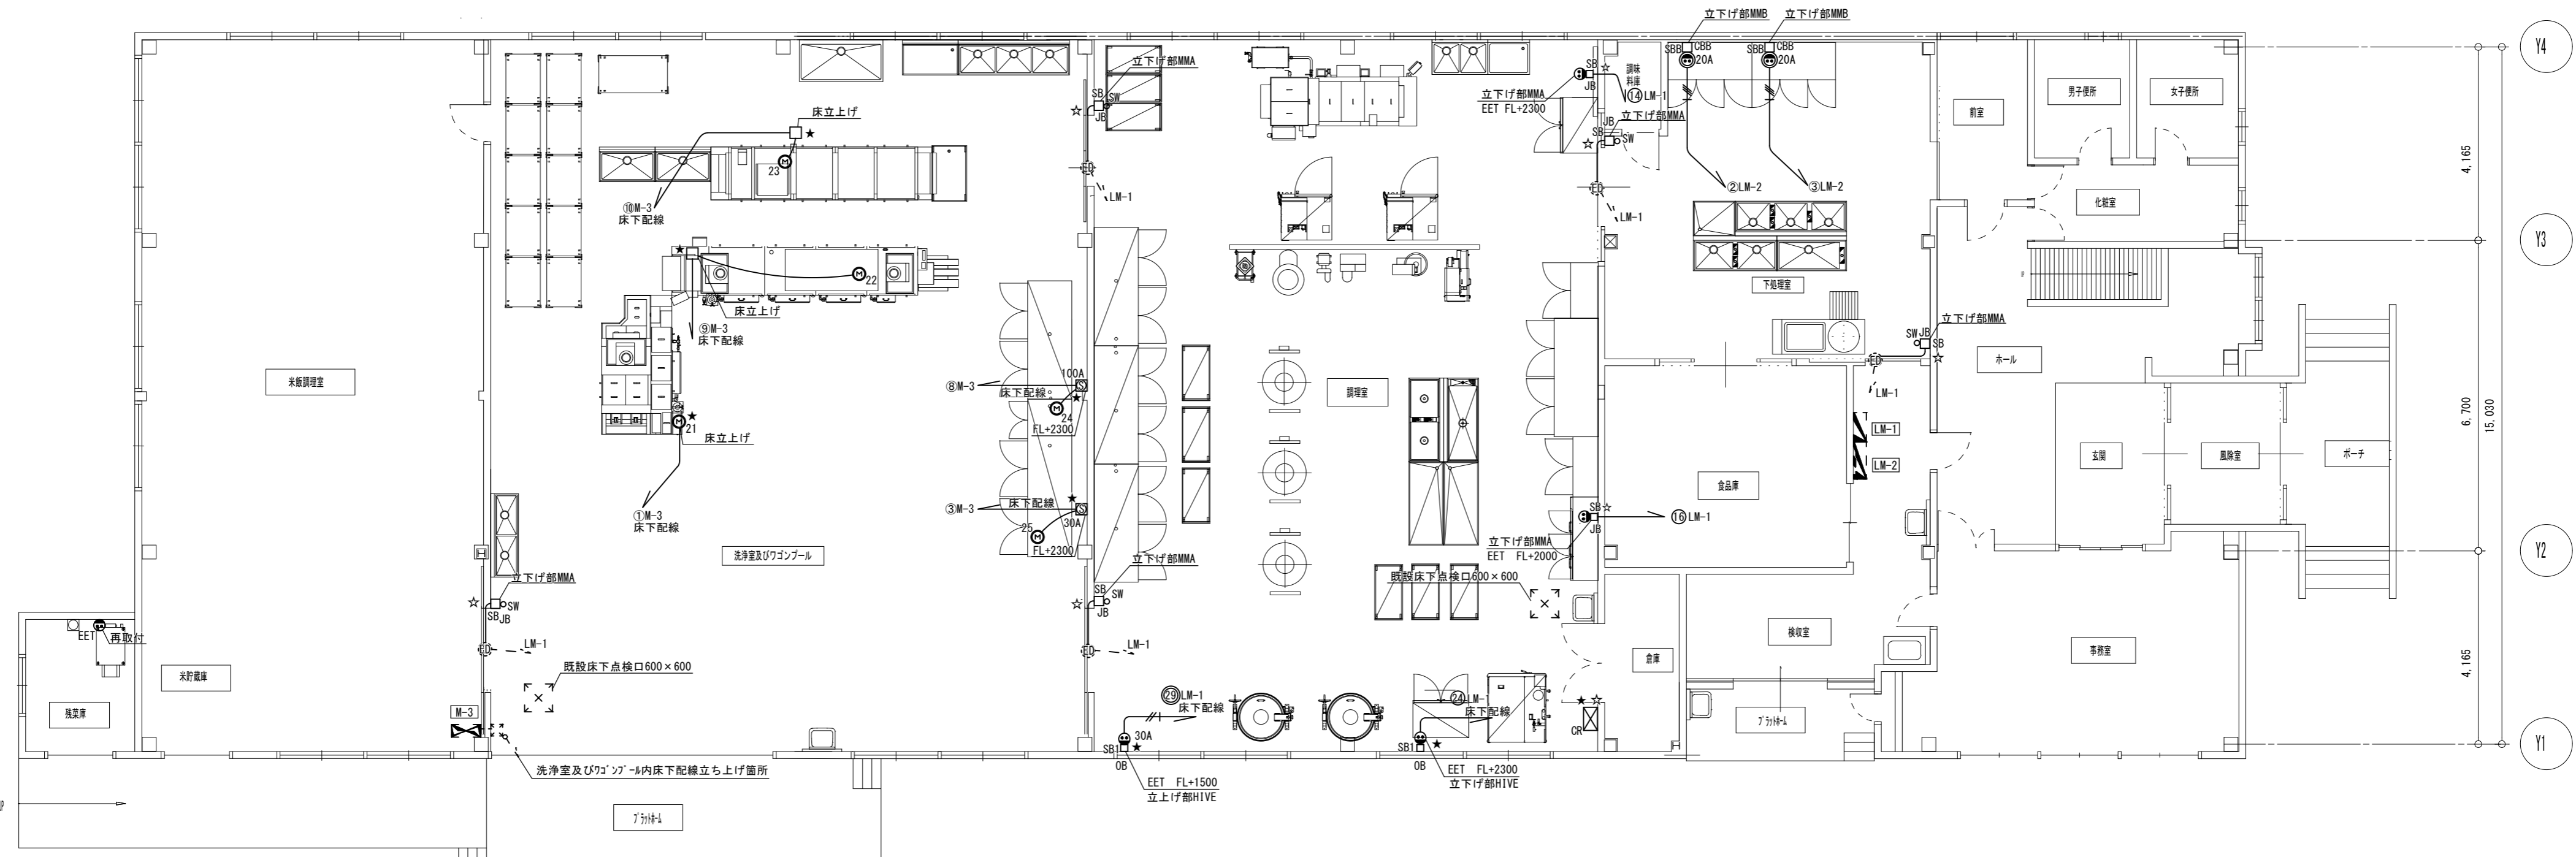 立下げ部MMB
立下げ部MMB
SBB
CBB
20A
SBB
CBB
20A
Y4
立下げ部MMA
SB
SW
☆
JB
SB
☆
JB
調味
料庫
⑭LM-1
立下げ部MMA
EET FL+2300
JB
立下げ部MMA
SB
SW
☆
前室
男子便所
女子便所
床立上げ
★
23
4,165
LM-1
LM-1
②LM-2
③LM-2
⑩M-3
床下配線
化粧室
Y3
★
M
22
床立上げ
⑨M-3
床下配線
下処理室
立下げ部MMA
SW
JB
SB
☆
ED
ホール
米飯調理室
100A
⑧M-3
床下配線
★
M
24
FL+2300
調理室
LM-1
6,700
15,030
★
M
21
床立上げ
LM-1
LM-2
玄関
風除室
ポーチ
食品庫
①M-3
床下配線
★
③M-3
床下配線
30A
25
M
FL+2300
SB
☆
JB
⑯LM-1
立下げ部MMA
EET FL+2000
洗浄室及びワゴンプール
Y2
立下げ部MMA
立下げ部MMA
既設床下点検口600×600
☆
SW
SB
JB
SB
SW
☆
JB
EET
再取付
ED
LM-1
ED
LM-1
検収室
倉庫
事務室
4,165
米貯蔵庫
既設床下点検口600×600
残菜庫
M-3
㉙LM-1
床下配線
㉔LM-1
床下配線
★
☆
CR
プラットホーム
30A
SB1
★
OB
SB1
★
OB
Y1
洗浄室及びワゴンプール内床下配線立ち上げ箇所
EET FL+1500
立上げ部HIVE
EET FL+2300
立下げ部HIVE
プラットホーム